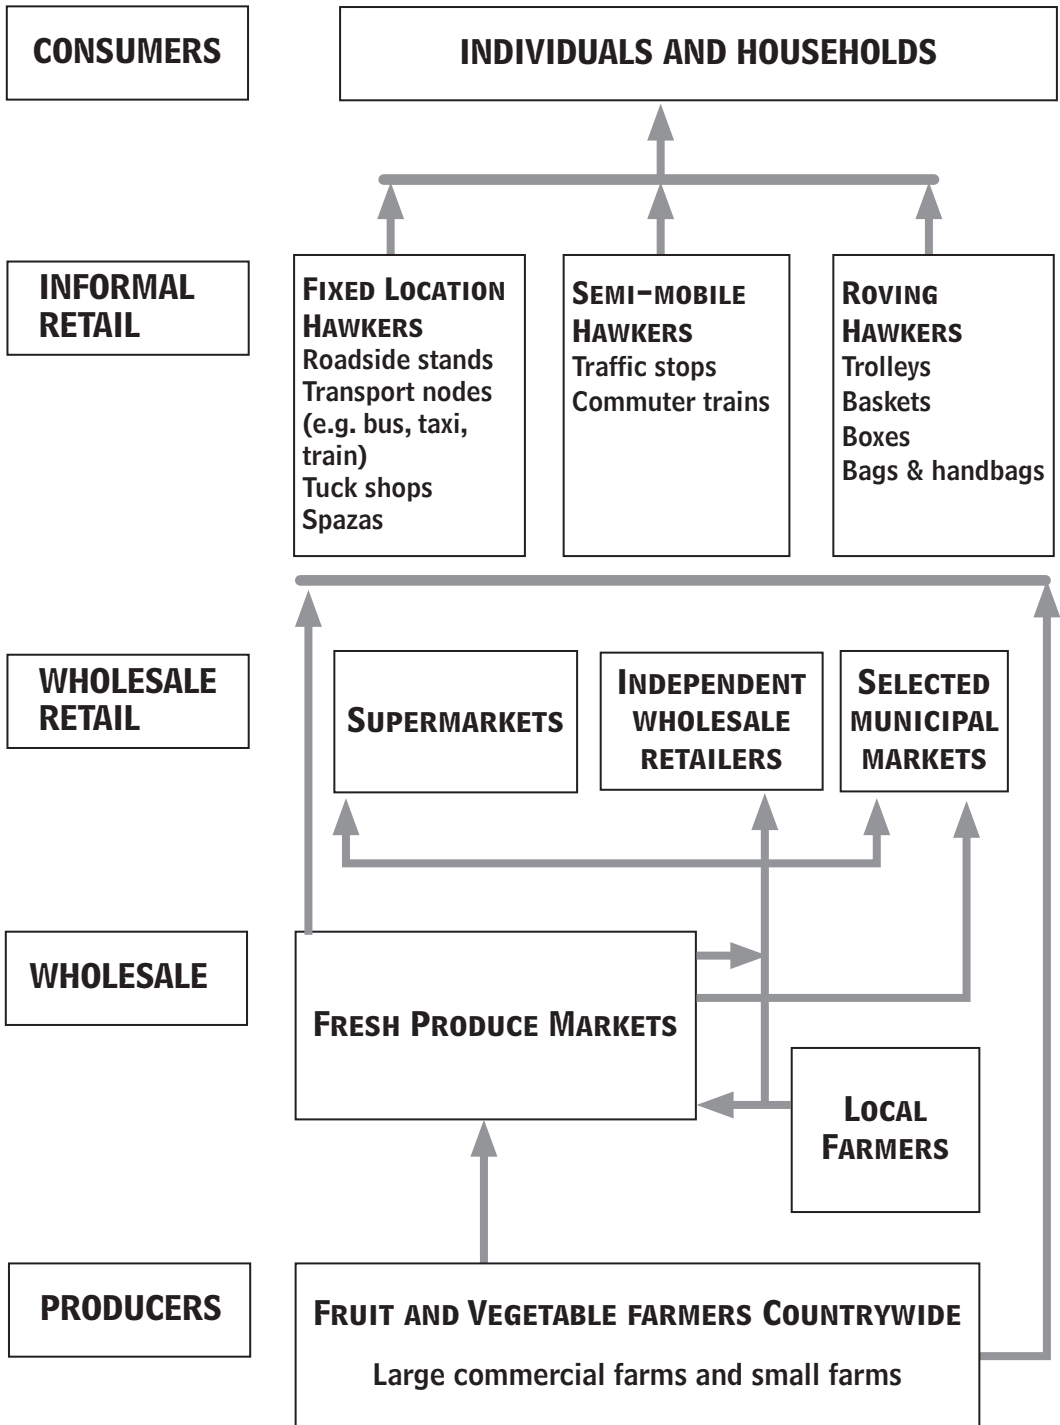 CONSUMERS
INDIVIDUALS AND HOUSEHOLDS
INFORMAL
RETAIL
FIXED LOCATION
HAWKERS
Roadside stands
Transport nodes
(e.g. bus, taxi,
train)
Tuck shops
Spazas
SEMI-MOBILE
HAWKERS
Traffic stops
Commuter trains
ROVING
HAWKERS
Trolleys
Baskets
Boxes
Bags & handbags
WHOLESALE
RETAIL
SUPERMARKETS
INDEPENDENT
WHOLESALE
RETAILERS
SELECTED
MUNICIPAL
MARKETS
WHOLESALE
FRESH PRODUCE MARKETS
LOCAL
FARMERS
PRODUCERS
FRUIT AND VEGETABLE FARMERS COUNTRYWIDE
Large commercial farms and small farms